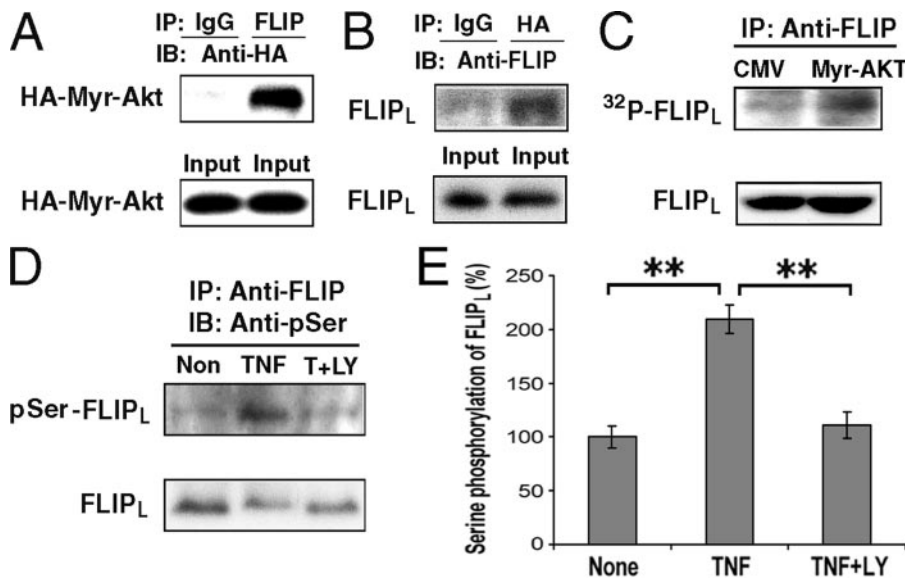 A
IP: IgG FLIP
IB: Anti-HA
HA-Myr-Akt
Input Input
HA-Myr-Akt
B
IP: IgG HA
IB: Anti-FLIP
FLIPL
Input Input
FLIPL
C
IP: Anti-FLIP
CMV Myr-AKT
32P-FLIPL
FLIPL
D
IP: Anti-FLIP
IB: Anti-pSer
Non TNF T+LY
pSer-FLIPL
FLIPL
E
Serine phosphorylation of FLIPL (%)
250
200
150
100
50
0
** **
None TNF TNF+LY